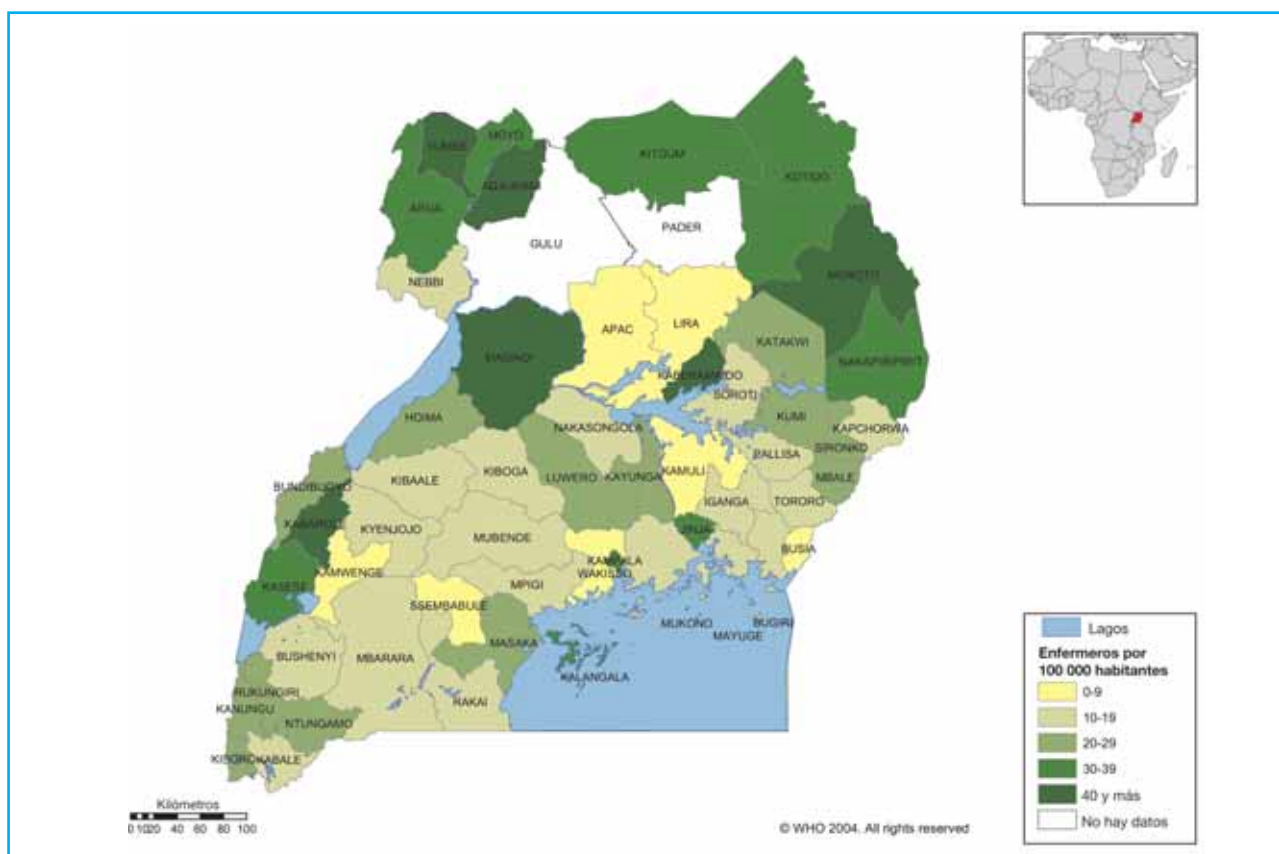 YUMBE
MOYO
ADJUMANI
KITGUM
KOTIDO
ARUA
PADER
GULU
MOROTO
NEBBI
APAC
LIRA
MASINDI
KATAKWI
NAKAPIRIPIRIT
KABERAMAIDO
SOROTI
HOIMA
NAKASONGOLA
KUMI
KAPCHORWA
SIRONKO
PALLISA
KIBOGA
KIBAALE
LUWERO
KAYUNGA
KAMULI
MBALE
BUNDIBUGYO
IGANGA
TORORO
KABAROLE
KYENJOJO
MUBENDE
JINJA
KAMPALA
BUSIA
KAMWENGE
WAKISSO
KASESE
MPIGI
SSEMBABULE
MUKONO
BUGIRI
MAYUGE
MASAKA
BUSHENYI
MBARARA
KALANGALA
RUKUNGIRI
RAKAI
KANUNGU
NTUNGAMO
KISORO
KABALE
Lagos
Enfermeros por
100 000 habitantes
0-9
10-19
20-29
30-39
40 y más
No hay datos
Kilómetros
0 10 20 40 60 80 100
© WHO 2004. All rights reserved